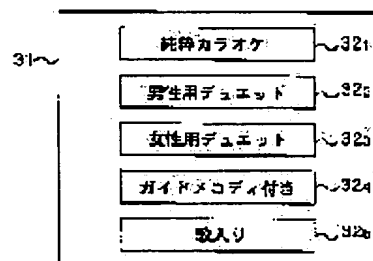 純粋カラオケ 321
31
男性用デュエット 322
女性用デュエット 323
ガイドメロディ付き 324
歌入り 325